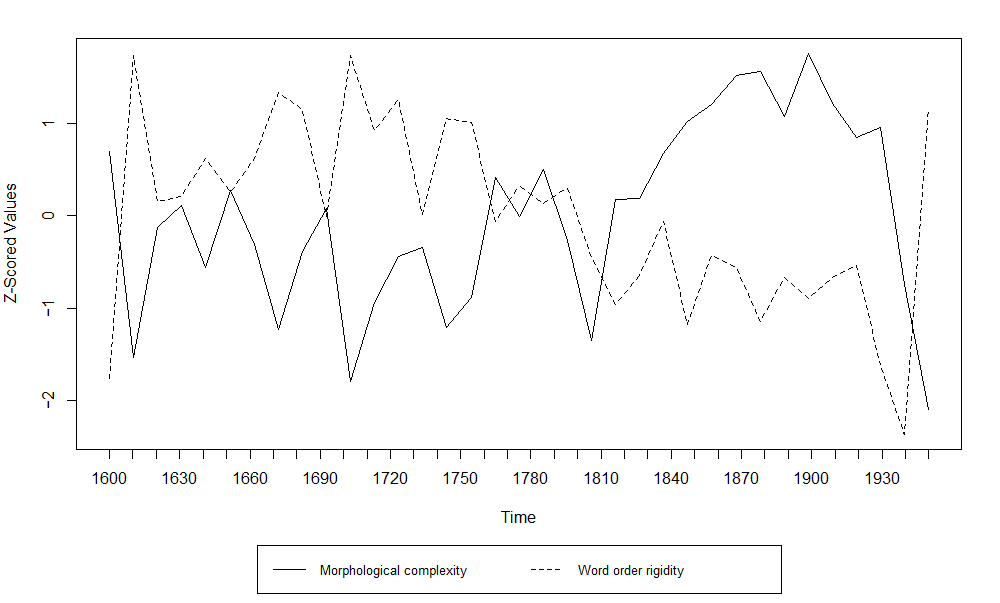 1
0
−1
−2
Z-Scored Values
1600 1630 1660 1690 1720 1750 1780 1810 1840 1870 1900 1930
Time
Morphological complexity Word order rigidity